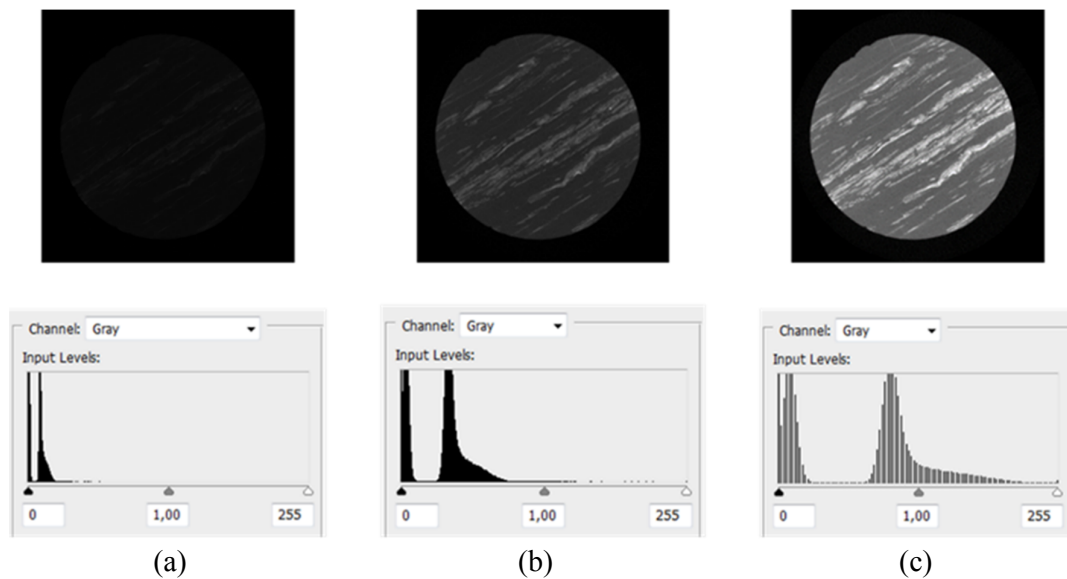 Channel: Gray
Input Levels:
0 1,00 255
(a)
Channel: Gray
Input Levels:
0 1,00 255
(b)
Channel: Gray
Input Levels:
0 1,00 255
(c)